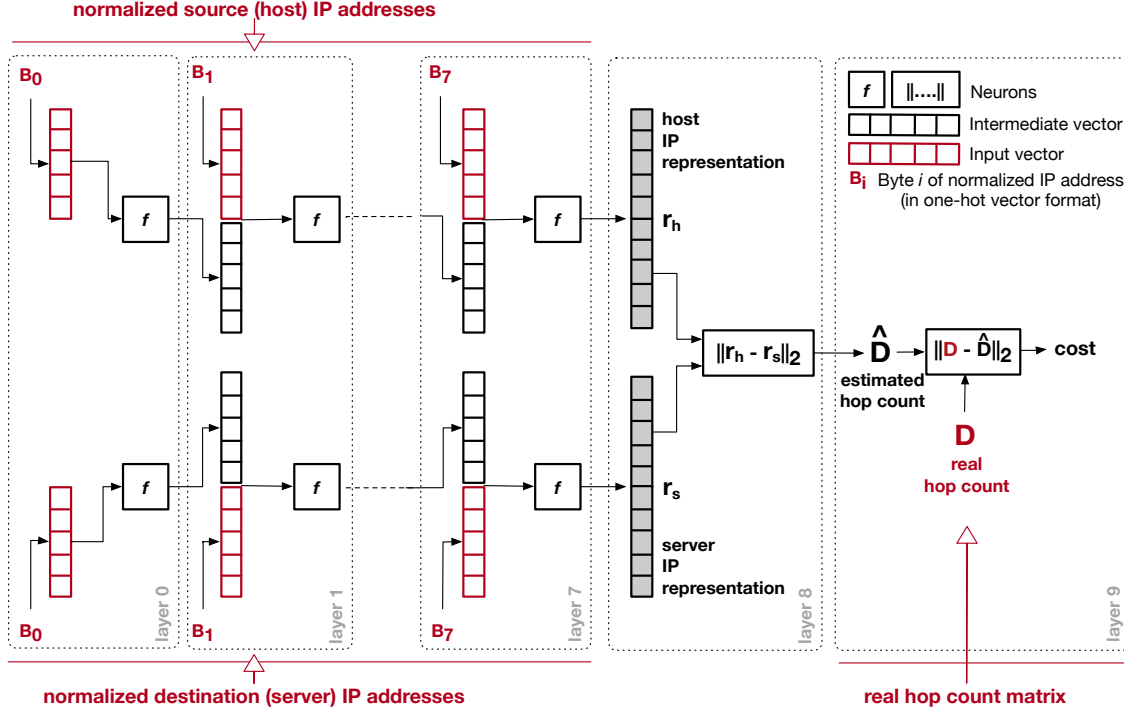 normalized source (host) IP addresses
B0
B1
B7
f
f
f
host
IP
representation
rh
f
||....||
Neurons
Intermediate vector
Input vector
Bi Byte i of normalized IP address
(in one-hot vector format)
||rh - rs||2
D̂
estimated
hop count
||D - D̂||2
cost
D
real
hop count
f
f
f
rs
server
IP
representation
B0
B1
B7
layer 0
layer 1
layer 7
layer 8
layer 9
normalized destination (server) IP addresses
real hop count matrix